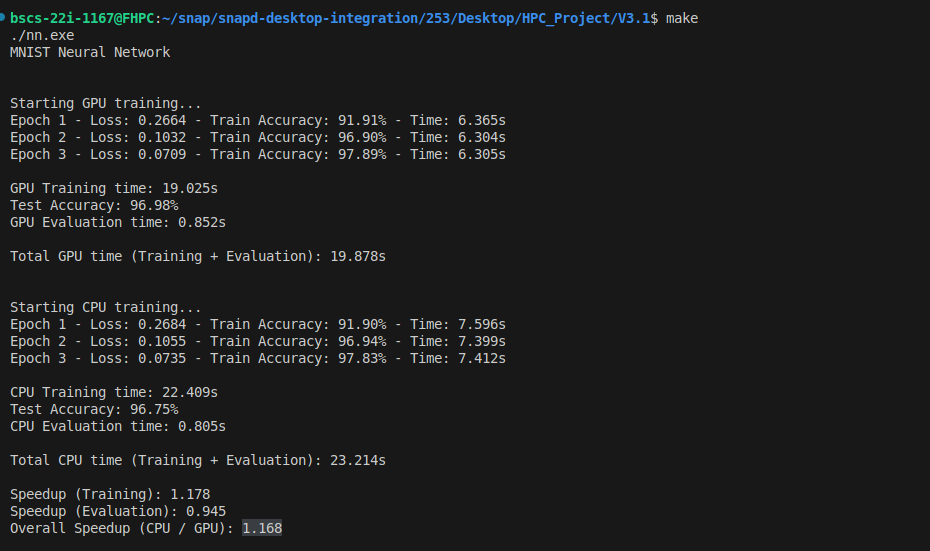 bscs-22i-1167@FHPC:~/snap/snapd-desktop-integration/253/Desktop/HPC_Project/V3.1$ make
./nn.exe
MNIST Neural Network
Starting GPU training...
Epoch 1 - Loss: 0.2664 - Train Accuracy: 91.91% - Time: 6.365s
Epoch 2 - Loss: 0.1032 - Train Accuracy: 96.90% - Time: 6.304s
Epoch 3 - Loss: 0.0709 - Train Accuracy: 97.89% - Time: 6.305s
GPU Training time: 19.025s
Test Accuracy: 96.98%
GPU Evaluation time: 0.852s
Total GPU time (Training + Evaluation): 19.878s
Starting CPU training...
Epoch 1 - Loss: 0.2684 - Train Accuracy: 91.90% - Time: 7.596s
Epoch 2 - Loss: 0.1055 - Train Accuracy: 96.94% - Time: 7.399s
Epoch 3 - Loss: 0.0735 - Train Accuracy: 97.83% - Time: 7.412s
CPU Training time: 22.409s
Test Accuracy: 96.75%
CPU Evaluation time: 0.805s
Total CPU time (Training + Evaluation): 23.214s
Speedup (Training): 1.178
Speedup (Evaluation): 0.945
Overall Speedup (CPU / GPU): 1.168